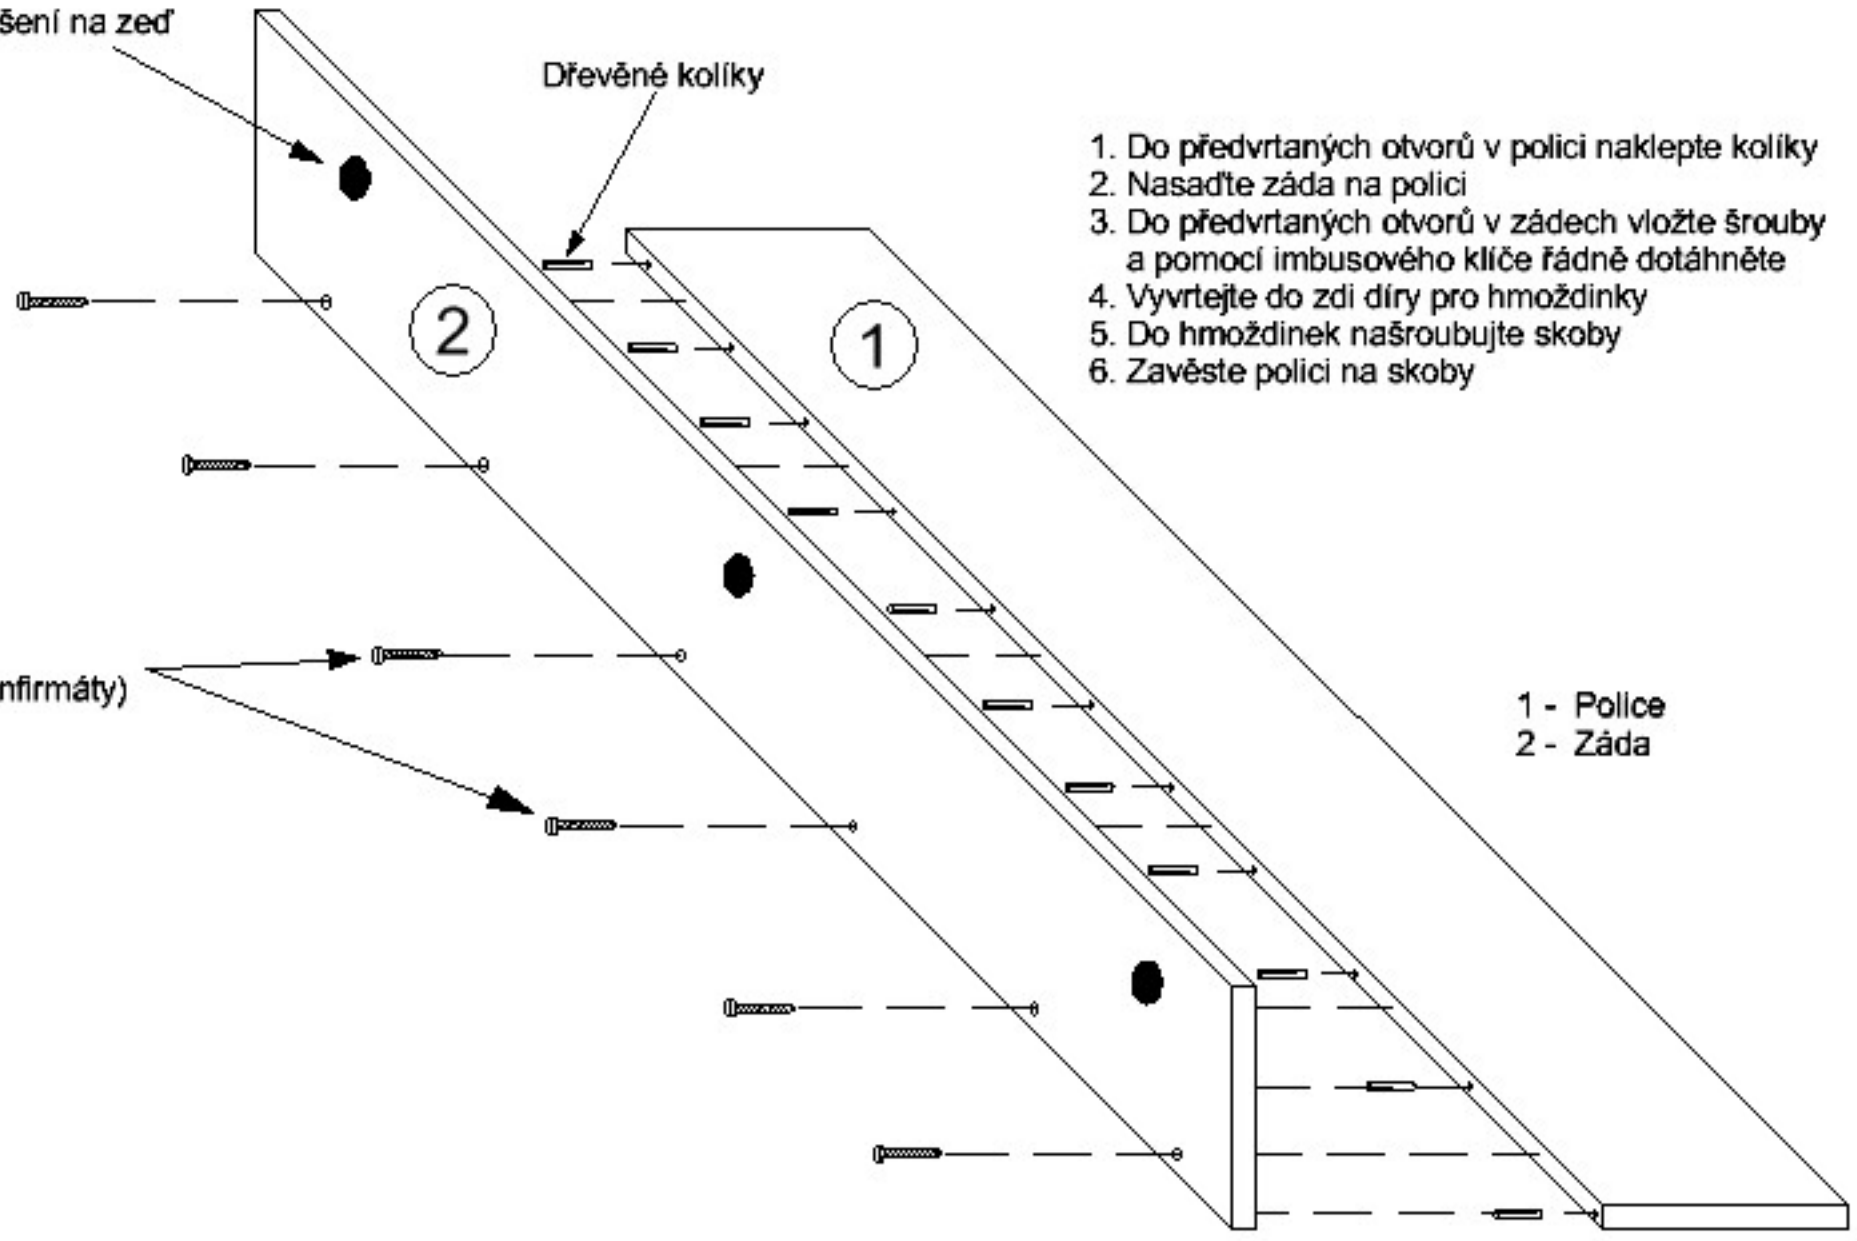 šení na zeď
Dřevěné kolíky
1. Do předvrtaných otvorů v polici naklepte kolíky
2. Nasaďte záda na polici
3. Do předvrtaných otvorů v zádech vložte šrouby
a pomocí imbusového klíče řádně dotáhněte
4. Vyvrtejte do zdi díry pro hmoždinky
5. Do hmoždinek našroubujte skoby
6. Zavěste polici na skoby
2
1
nfirmáty)
1 - Police
2 - Záda